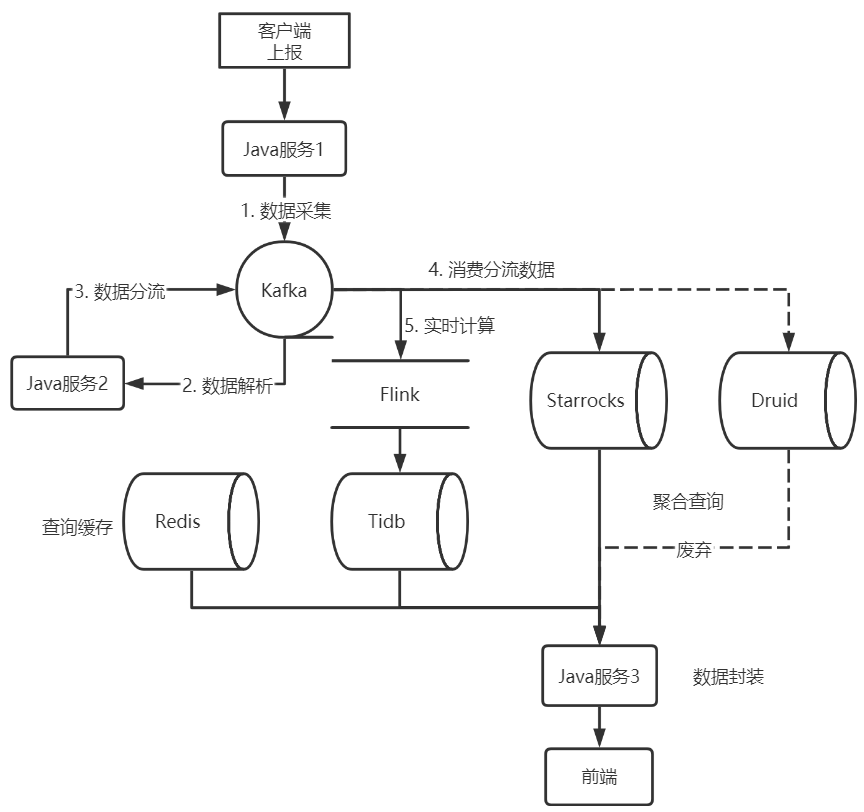 客户端
上报
Java服务1
1. 数据采集
Kafka
4. 消费分流数据
3. 数据分流
5. 实时计算
Java服务2
2. 数据解析
Flink
Starrocks
Druid
查询缓存
Redis
Tidb
聚合查询
废弃
Java服务3
数据封装
前端